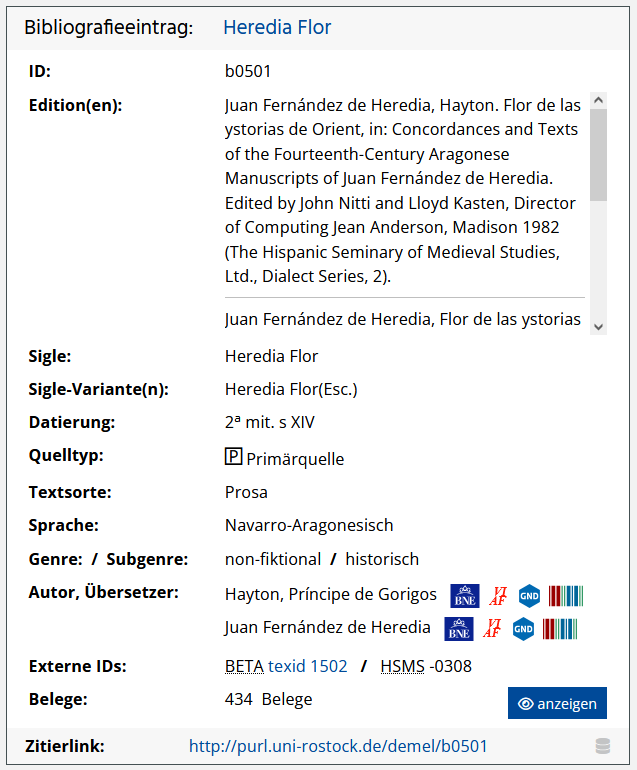 Bibliografieeintrag: Heredia Flor
ID: b0501
Edition(en): Juan Fernández de Heredia, Hayton. Flor de las
ystorias de Orient, in: Concordances and Texts
of the Fourteenth-Century Aragonese
Manuscripts of Juan Fernández de Heredia.
Edited by John Nitti and Lloyd Kasten, Director
of Computing Jean Anderson, Madison 1982
(The Hispanic Seminary of Medieval Studies,
Ltd., Dialect Series, 2).
Juan Fernández de Heredia, Flor de las ystorias
Sigle: Heredia Flor
Sigle-Variante(n): Heredia Flor(Esc.)
Datierung: 2ª mit. s XIV
Quelltyp: P Primärquelle
Textsorte: Prosa
Sprache: Navarro-Aragonesisch
Genre: / Subgenre: non-fiktional / historisch
Autor, Übersetzer: Hayton, Príncipe de Gorigos BNE VIAF GND
Juan Fernández de Heredia BNE VIAF GND
Externe IDs: BETA texid 1502 / HSMS -0308
Belege: 434 Belege anzeigen
Zitierlink: http://purl.uni-rostock.de/demel/b0501